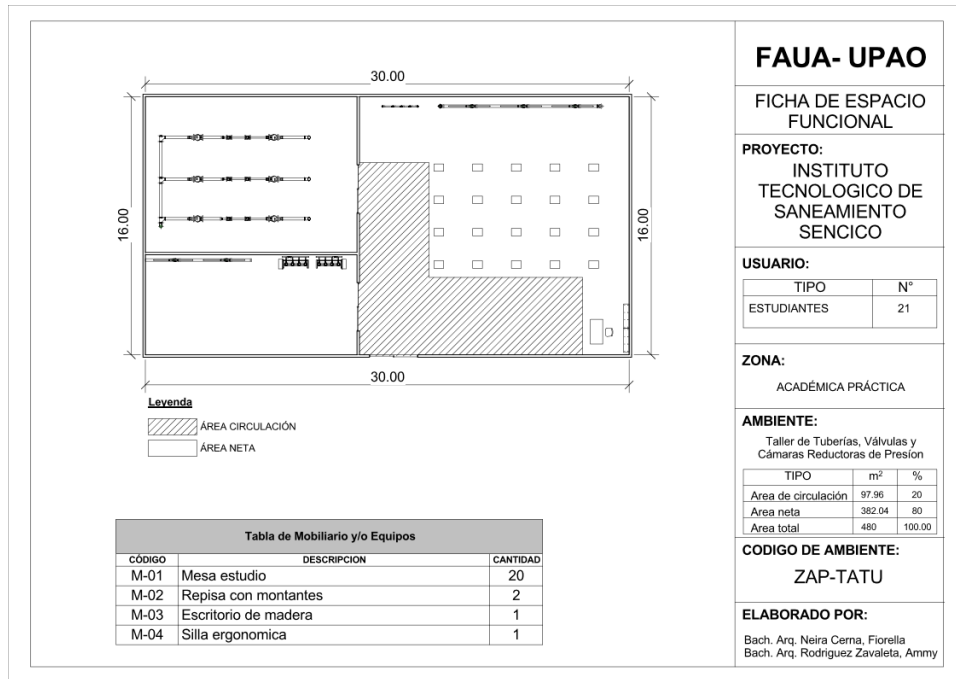 30.00
16.00
16.00
30.00
Leyenda
ÁREA CIRCULACIÓN
ÁREA NETA
Tabla de Mobiliario y/o Equipos
CÓDIGO DESCRIPCION CANTIDAD
M-01 Mesa estudio 20
M-02 Repisa con montantes 2
M-03 Escritorio de madera 1
M-04 Silla ergonomica 1
FAUA- UPAO
FICHA DE ESPACIO
FUNCIONAL
PROYECTO:
INSTITUTO
TECNOLOGICO DE
SANEAMIENTO
SENCICO
USUARIO:
TIPO N°
ESTUDIANTES 21
ZONA:
ACADÉMICA PRÁCTICA
AMBIENTE:
Taller de Tuberías, Válvulas y
Cámaras Reductoras de Presíon
TIPO m² %
Area de circulación 97.96 20
Area neta 382.04 80
Area total 480 100.00
CODIGO DE AMBIENTE:
ZAP-TATU
ELABORADO POR:
Bach. Arq. Neira Cerna, Fiorella
Bach. Arq. Rodriguez Zavaleta, Ammy